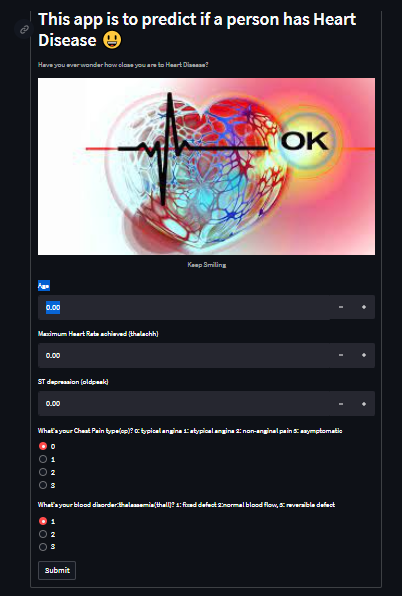 This app is to predict if a person has Heart
Disease 😃
Have you ever wonder how close you are to Heart Disease?
OK
Keep Smiling
Age
0.00
Maximum Heart Rate achieved (thalachh)
0.00
ST depression (oldpeak)
0.00
What's your Chest Pain type(cp)? 0: typical angina 1: atypical angina 2: non-anginal pain 3: asymptomatic
0
1
2
3
What's your blood disorder:thalassemia(thall)? 1: fixed defect 2:normal blood flow, 3: reversible defect
1
2
3
Submit